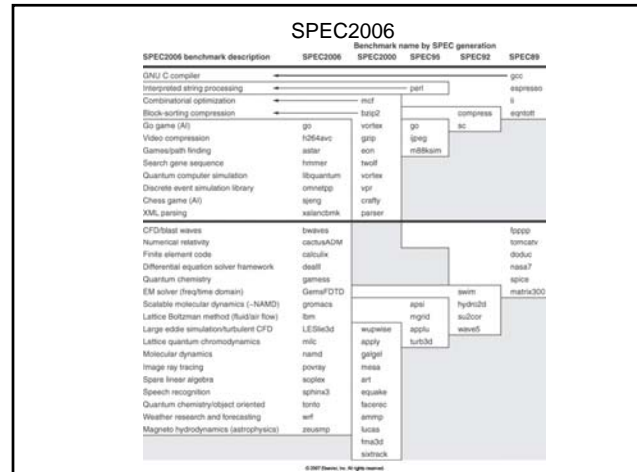 SPEC2006
Benchmark name by SPEC generation
SPEC2006 benchmark description SPEC2006 SPEC2000 SPEC95 SPEC92 SPEC89
GNU C compiler gcc
Interpreted string processing perl espresso
Combinatorial optimization mcf li
Block-sorting compression bzip2 compress eqntott
Go game (AI) go vortex go sc
Video compression h264avc gzip ijpeg
Games/path finding astar eon m88ksim
Search gene sequence hmmer twolf
Quantum computer simulation libquantum vortex
Discrete event simulation library omnetpp vpr
Chess game (AI) sjeng crafty
XML parsing xalancbmk parser
CFD/blast waves bwaves fpppp
Numerical relativity cactusADM tomcatv
Finite element code calculix doduc
Differential equation solver framework dealII nasa7
Quantum chemistry gamess spice
EM solver (freq/time domain) GemsFDTD swim matrix300
Scalable molecular dynamics (~NAMD) gromacs apsi hydro2d
Lattice Boltzman method (fluid/air flow) lbm mgrid su2cor
Large eddie simulation/turbulent CFD LESlie3d wupwise applu wave5
Lattice quantum chromodynamics milc apply turb3d
Molecular dynamics namd galgel
Image ray tracing povray mesa
Spare linear algebra soplex art
Speech recognition sphinx3 equake
Quantum chemistry/object oriented tonto facerec
Weather research and forecasting wrf ammp
Magneto hydrodynamics (astrophysics) zeusmp lucas
fma3d
sixtrack
© 2007 Elsevier, Inc. All rights reserved.